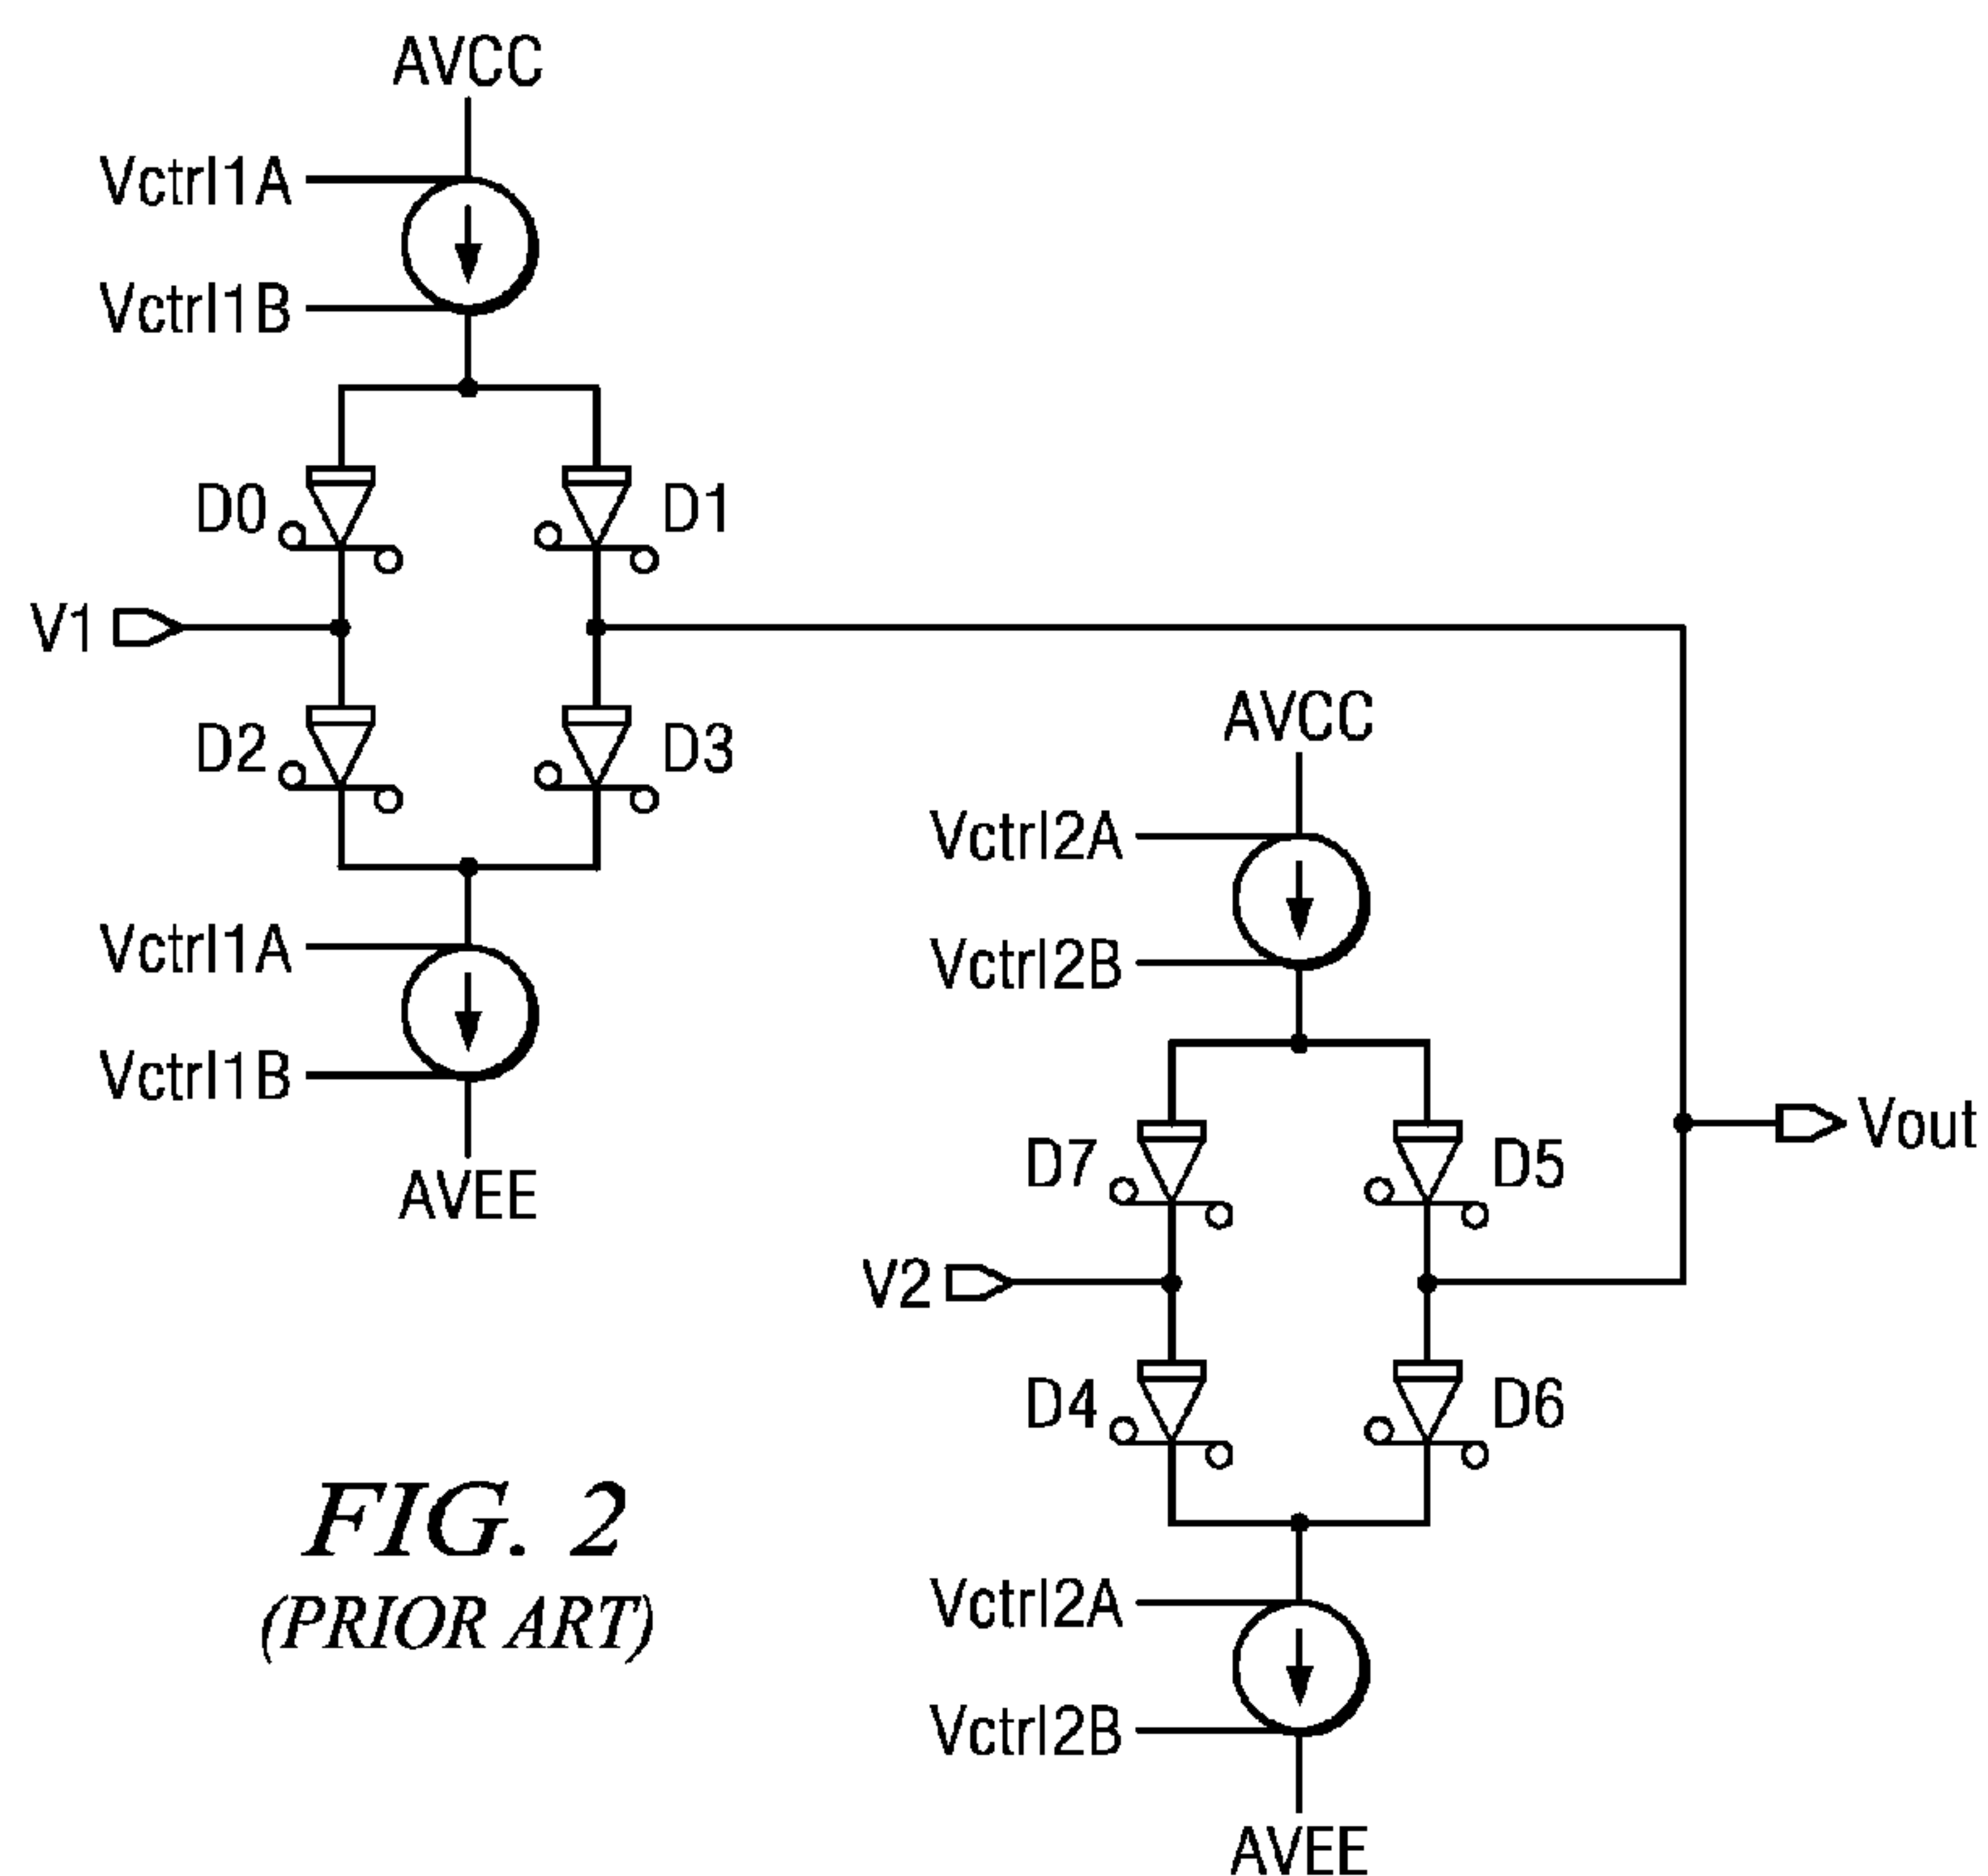 AVCC
Vctrl1A
Vctrl1B
D0
D1
V1
D2
D3
Vctrl1A
Vctrl1B
AVEE
AVCC
Vctrl2A
Vctrl2B
D7
D5
Vout
V2
D4
D6
Vctrl2A
Vctrl2B
AVEE
FIG. 2
(PRIOR ART)